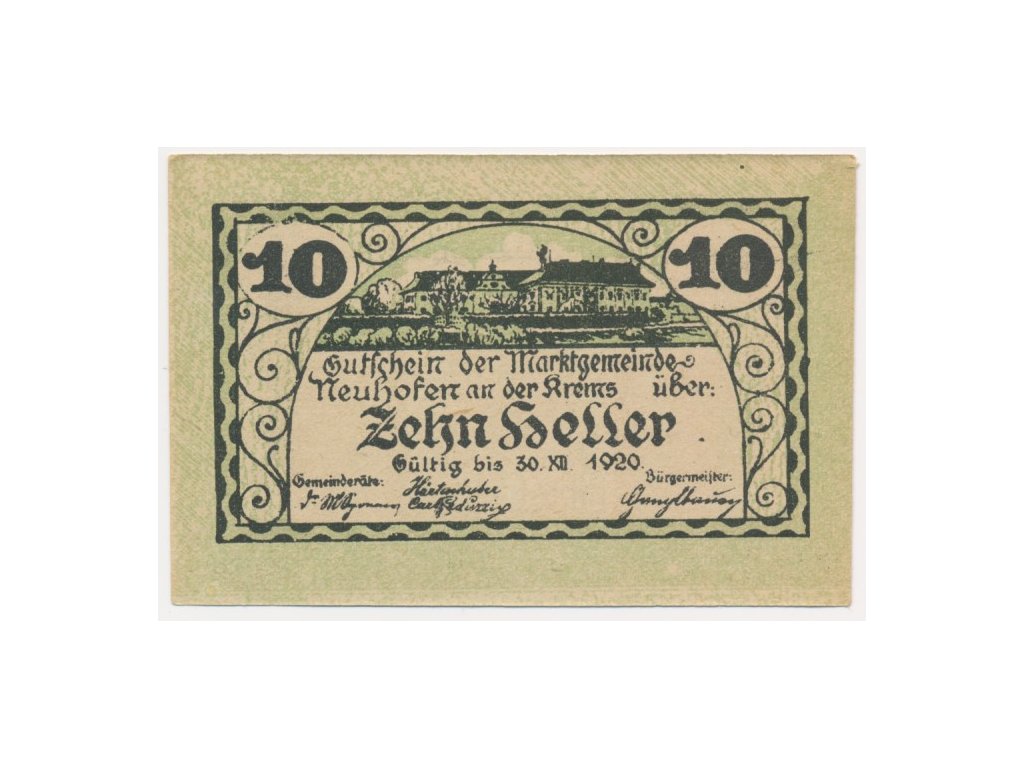 10 10
Gutschein der Marktgemeinde
Neuhofen an der Krems über:
Zehn Heller.
Gültig bis 30. XII. 1920.
Gemeinderäte: Bürgermeister: